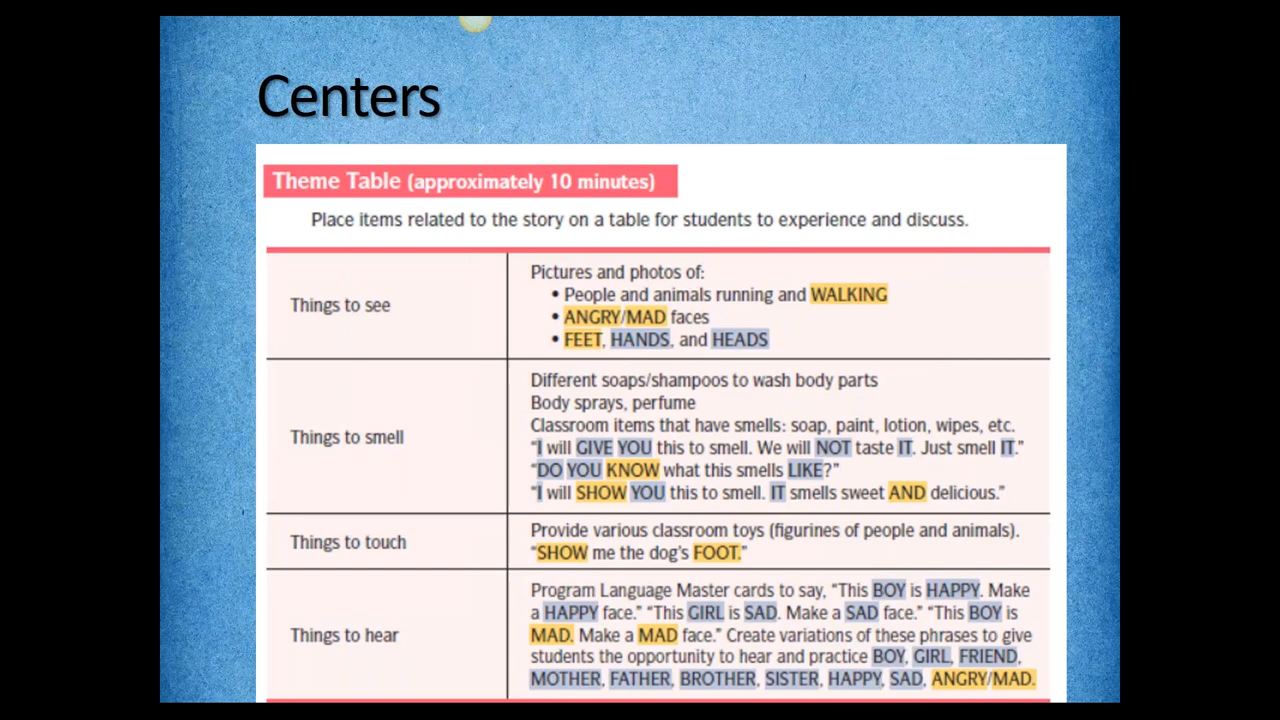 Centers
Theme Table (approximately 10 minutes)
Place items related to the story on a table for students to experience and discuss.
Things to see
Pictures and photos of:
• People and animals running and WALKING
• ANGRY/MAD faces
• FEET, HANDS, and HEADS
Things to smell
Different soaps/shampoos to wash body parts
Body sprays, perfume
Classroom items that have smells: soap, paint, lotion, wipes, etc.
“I will GIVE YOU this to smell. We will NOT taste IT. Just smell IT.”
“DO YOU KNOW what this smells LIKE?”
“I will SHOW YOU this to smell. IT smells sweet AND delicious.”
Things to touch
Provide various classroom toys (figurines of people and animals).
“SHOW me the dog’s FOOT.”
Things to hear
Program Language Master cards to say, “This BOY is HAPPY. Make
a HAPPY face.” “This GIRL is SAD. Make a SAD face.” “This BOY is
MAD. Make a MAD face.” Create variations of these phrases to give
students the opportunity to hear and practice BOY, GIRL, FRIEND,
MOTHER, FATHER, BROTHER, SISTER, HAPPY, SAD, ANGRY/MAD.